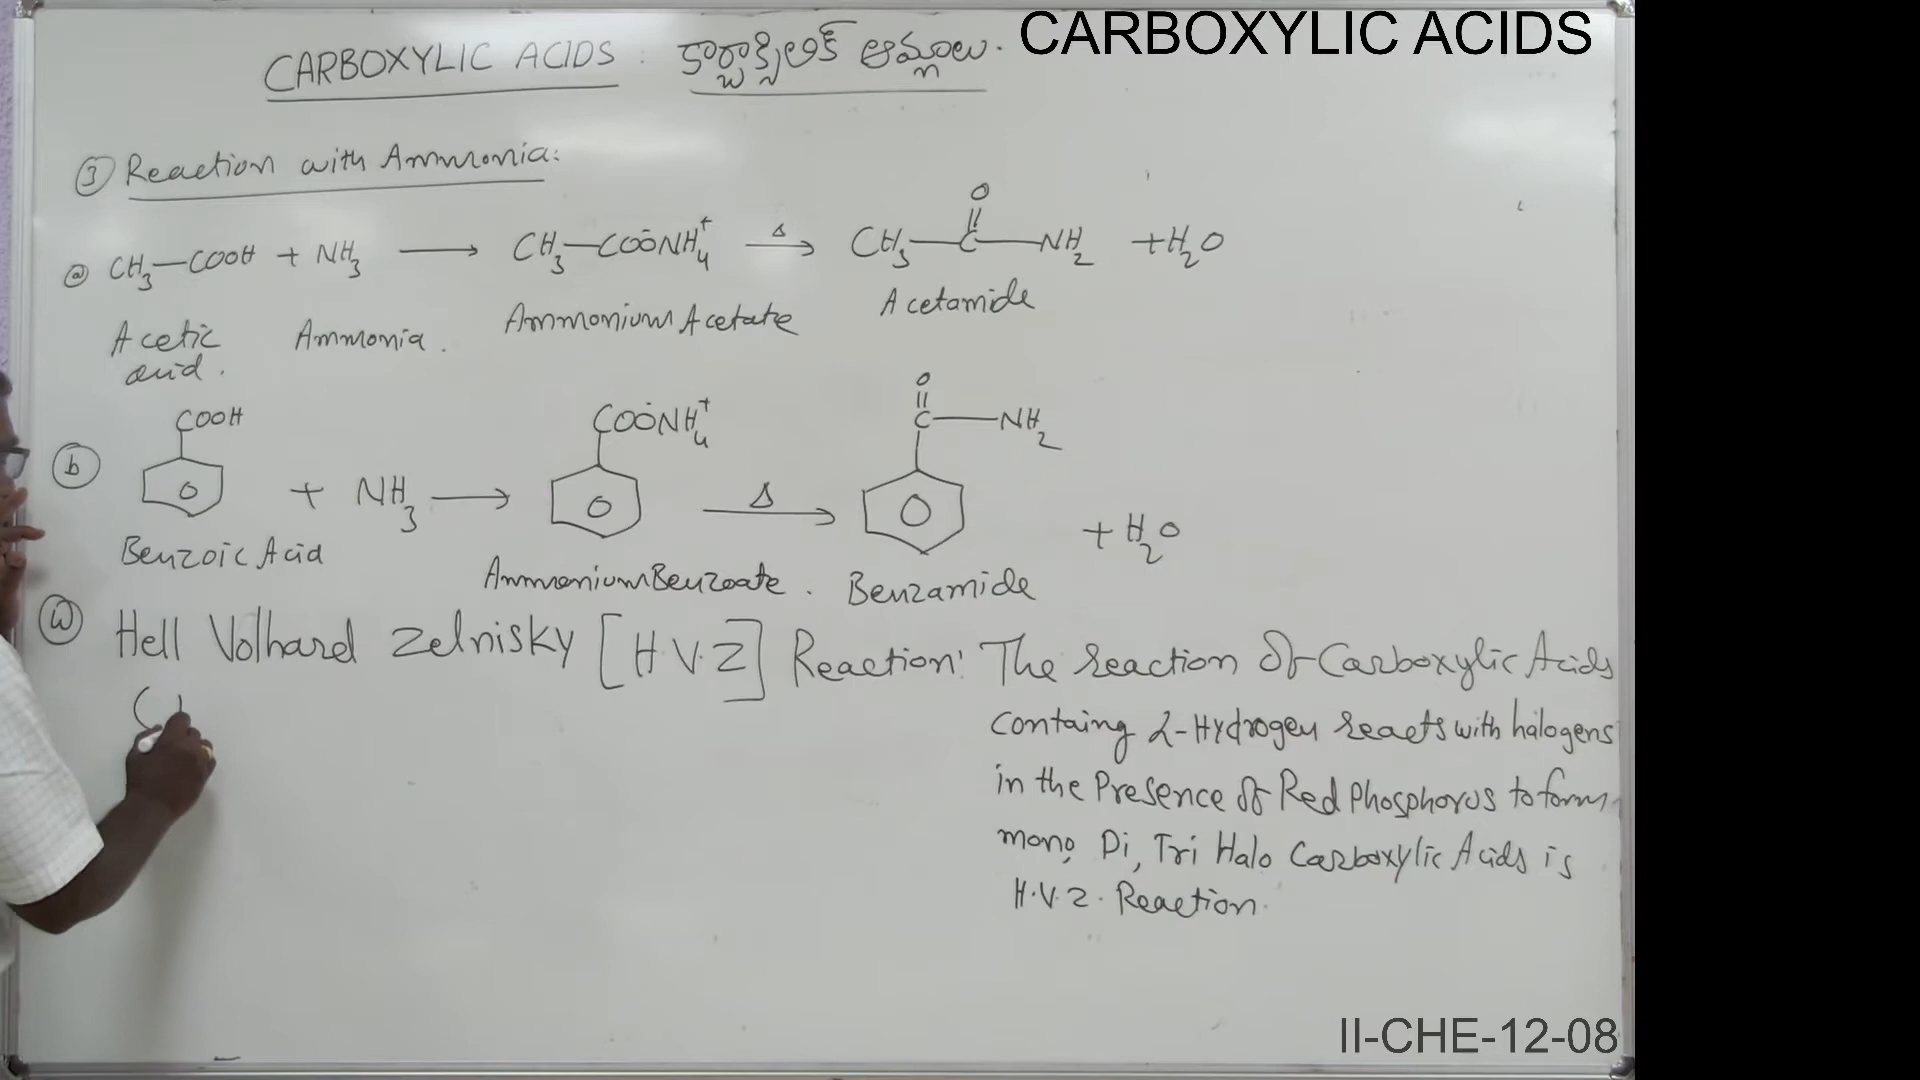 CARBOXYLIC ACIDS
CARBOXYLIC ACIDS : కార్బాక్సిలిక్ ఆమ్లాలు.
③ Reaction with Ammonia:
ⓐ CH3—COOH + NH3 ⟶ CH3—COO⁻NH4⁺ —Δ→ CH3—C(=O)—NH2 + H2O
Acetic acid. Ammonia. Ammonium Acetate Acetamide
ⓑ COOH + NH3 ⟶ COO⁻NH4⁺ —Δ→ O=C—NH2 + H2O
Benzoic Acid Ammonium Benzoate. Benzamide
Hell Volhard Zelnisky [H.V.Z] Reaction: The reaction of Carboxylic Acids
containg α-Hydrogen reacts with halogens
in the Presence of Red Phosphorus to form
mono, Di, Tri Halo Carboxylic Acids is
H.V.Z. Reaction.
II-CHE-12-08